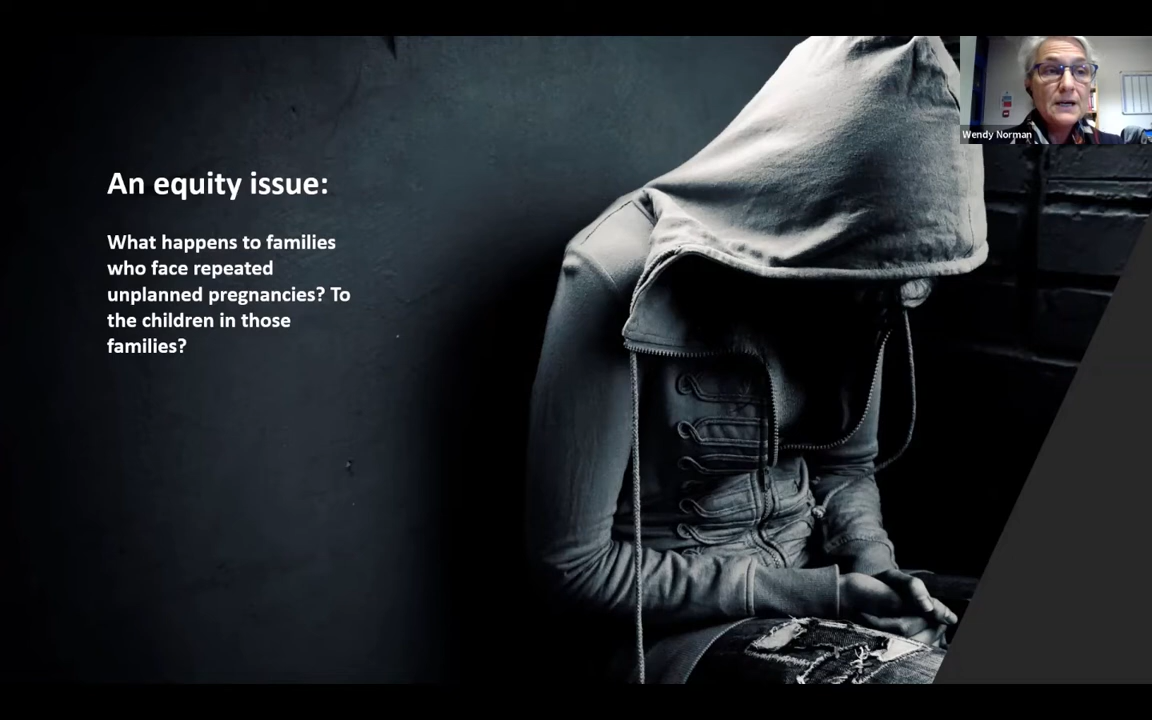 An equity issue:
What happens to families
who face repeated
unplanned pregnancies? To
the children in those
families?
Wendy Norman